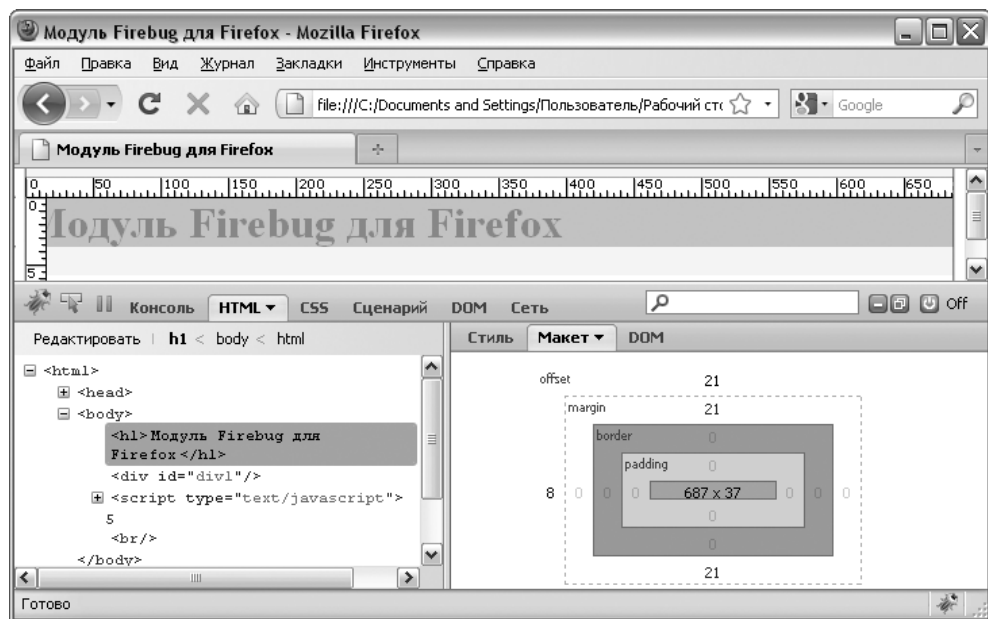 Модуль Firebug для Firefox - Mozilla Firefox
Файл Правка Вид Журнал Закладки Инструменты Справка
file:///C:/Documents and Settings/Пользователь/Рабочий стс Google
Модуль Firebug для Firefox
0 50 100 150 200 250 300 350 400 450 500 550 600 650
0
Модуль Firebug для Firefox
5
Консоль HTML CSS Сценарий DOM Сеть Off
Редактировать h1 < body < html
Стиль Макет DOM
<html>
<head>
<body>
<h1>Модуль Firebug для
Firefox</h1>
<div id="div1"/>
<script type="text/javascript">
5
<br/>
</body>
offset 21
margin 21
border 0
padding 0
8 0 0 0 687 x 37 0 0 0
0
0
21
Готово